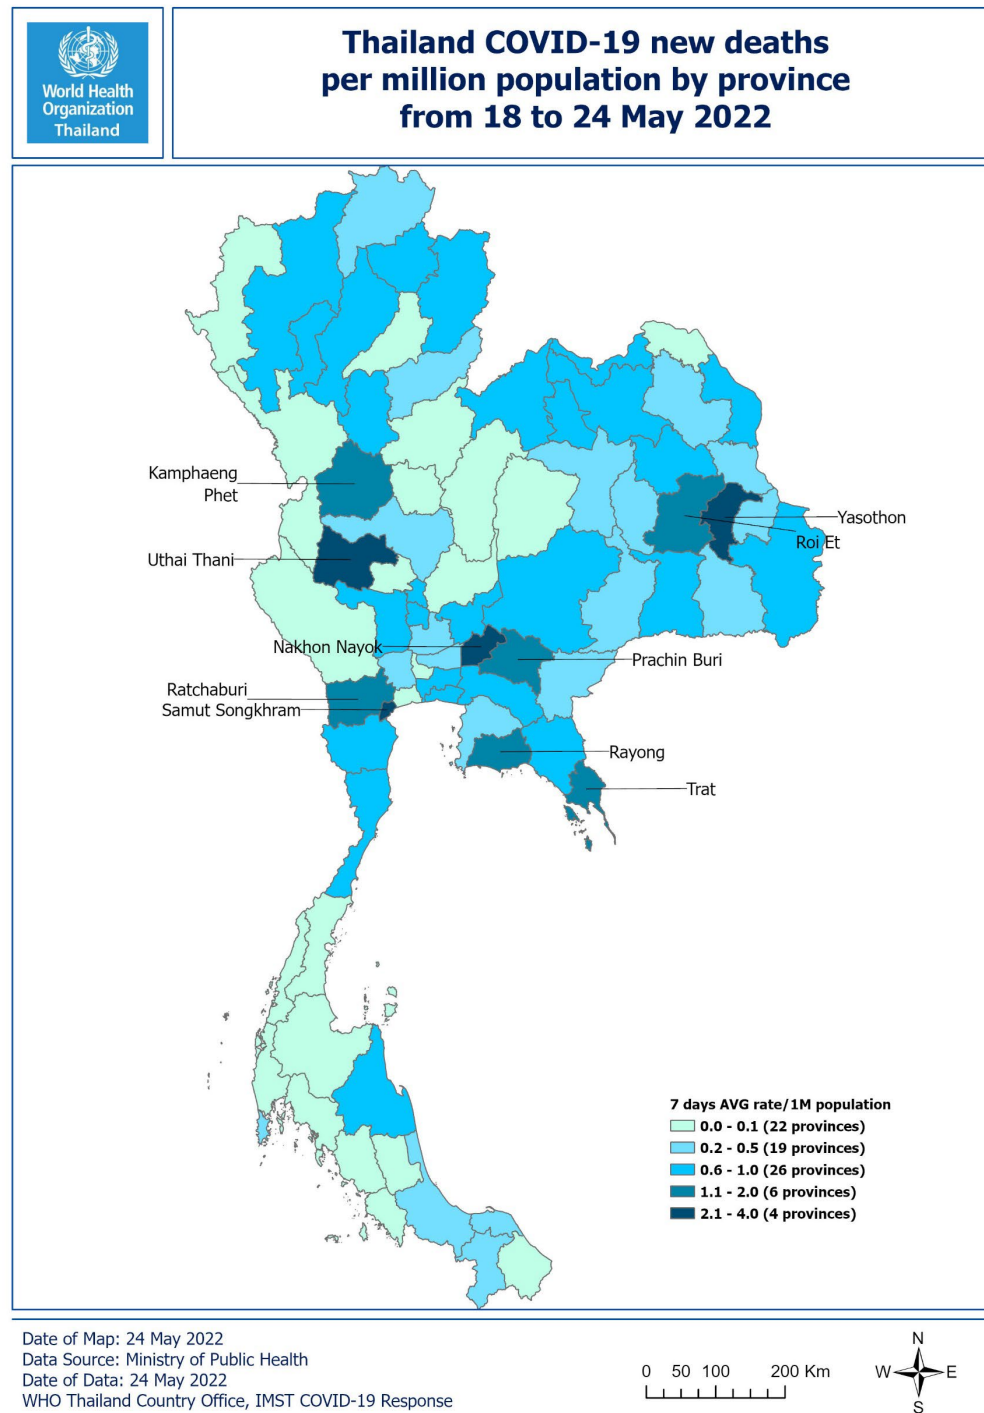 World Health
Organization
Thailand
Thailand COVID-19 new deaths
per million population by province
from 18 to 24 May 2022
Kamphaeng
Phet
Yasothon
Roi Et
Uthai Thani
Nakhon Nayok
Prachin Buri
Ratchaburi
Samut Songkhram
Rayong
Trat
7 days AVG rate/1M population
0.0 - 0.1 (22 provinces)
0.2 - 0.5 (19 provinces)
0.6 - 1.0 (26 provinces)
1.1 - 2.0 (6 provinces)
2.1 - 4.0 (4 provinces)
Date of Map: 24 May 2022
Data Source: Ministry of Public Health
Date of Data: 24 May 2022
WHO Thailand Country Office, IMST COVID-19 Response
0 50 100 200 Km
N
W E
S